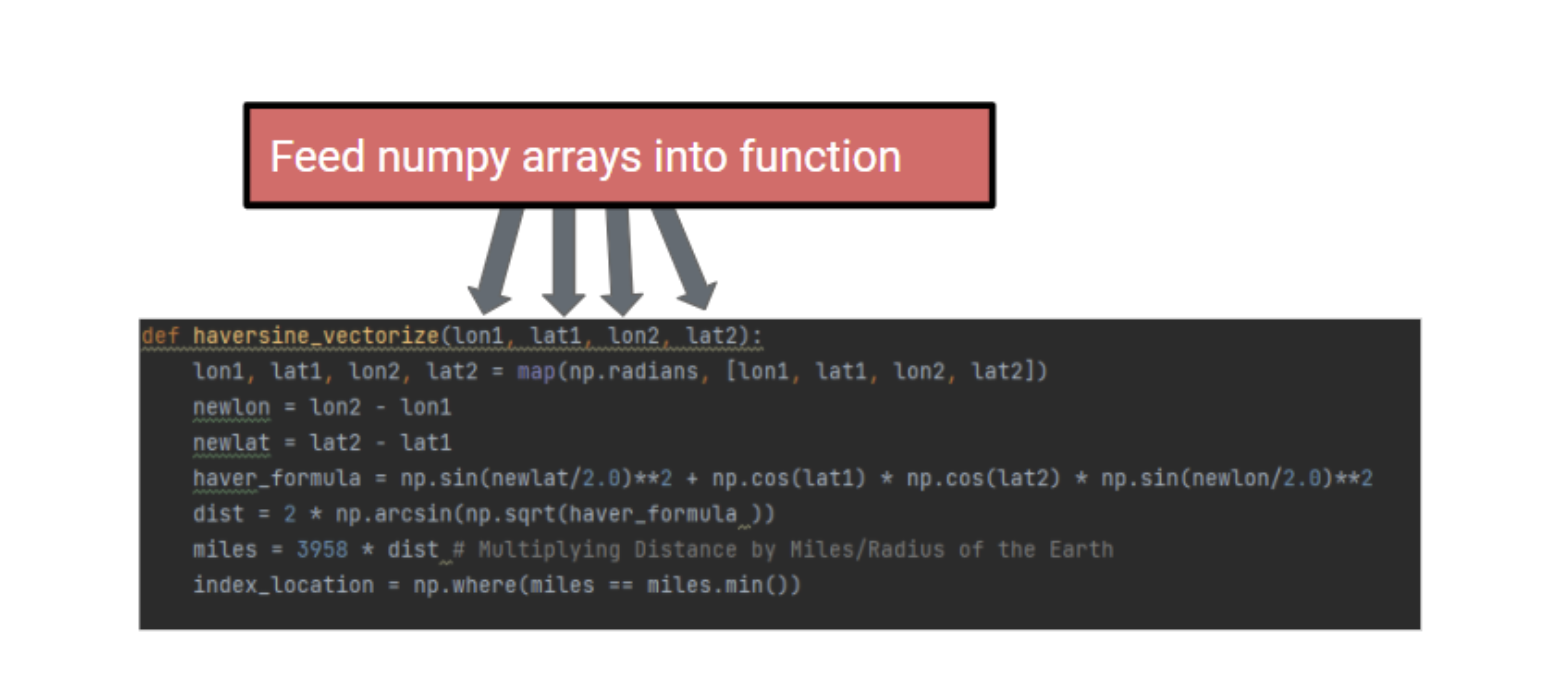 Feed numpy arrays into function
def haversine_vectorize(lon1, lat1, lon2, lat2):
    lon1, lat1, lon2, lat2 = map(np.radians, [lon1, lat1, lon2, lat2])
    newlon = lon2 - lon1
    newlat = lat2 - lat1
    haver_formula = np.sin(newlat/2.0)**2 + np.cos(lat1) * np.cos(lat2) * np.sin(newlon/2.0)**2
    dist = 2 * np.arcsin(np.sqrt(haver_formula ))
    miles = 3958 * dist # Multiplying Distance by Miles/Radius of the Earth
    index_location = np.where(miles == miles.min())